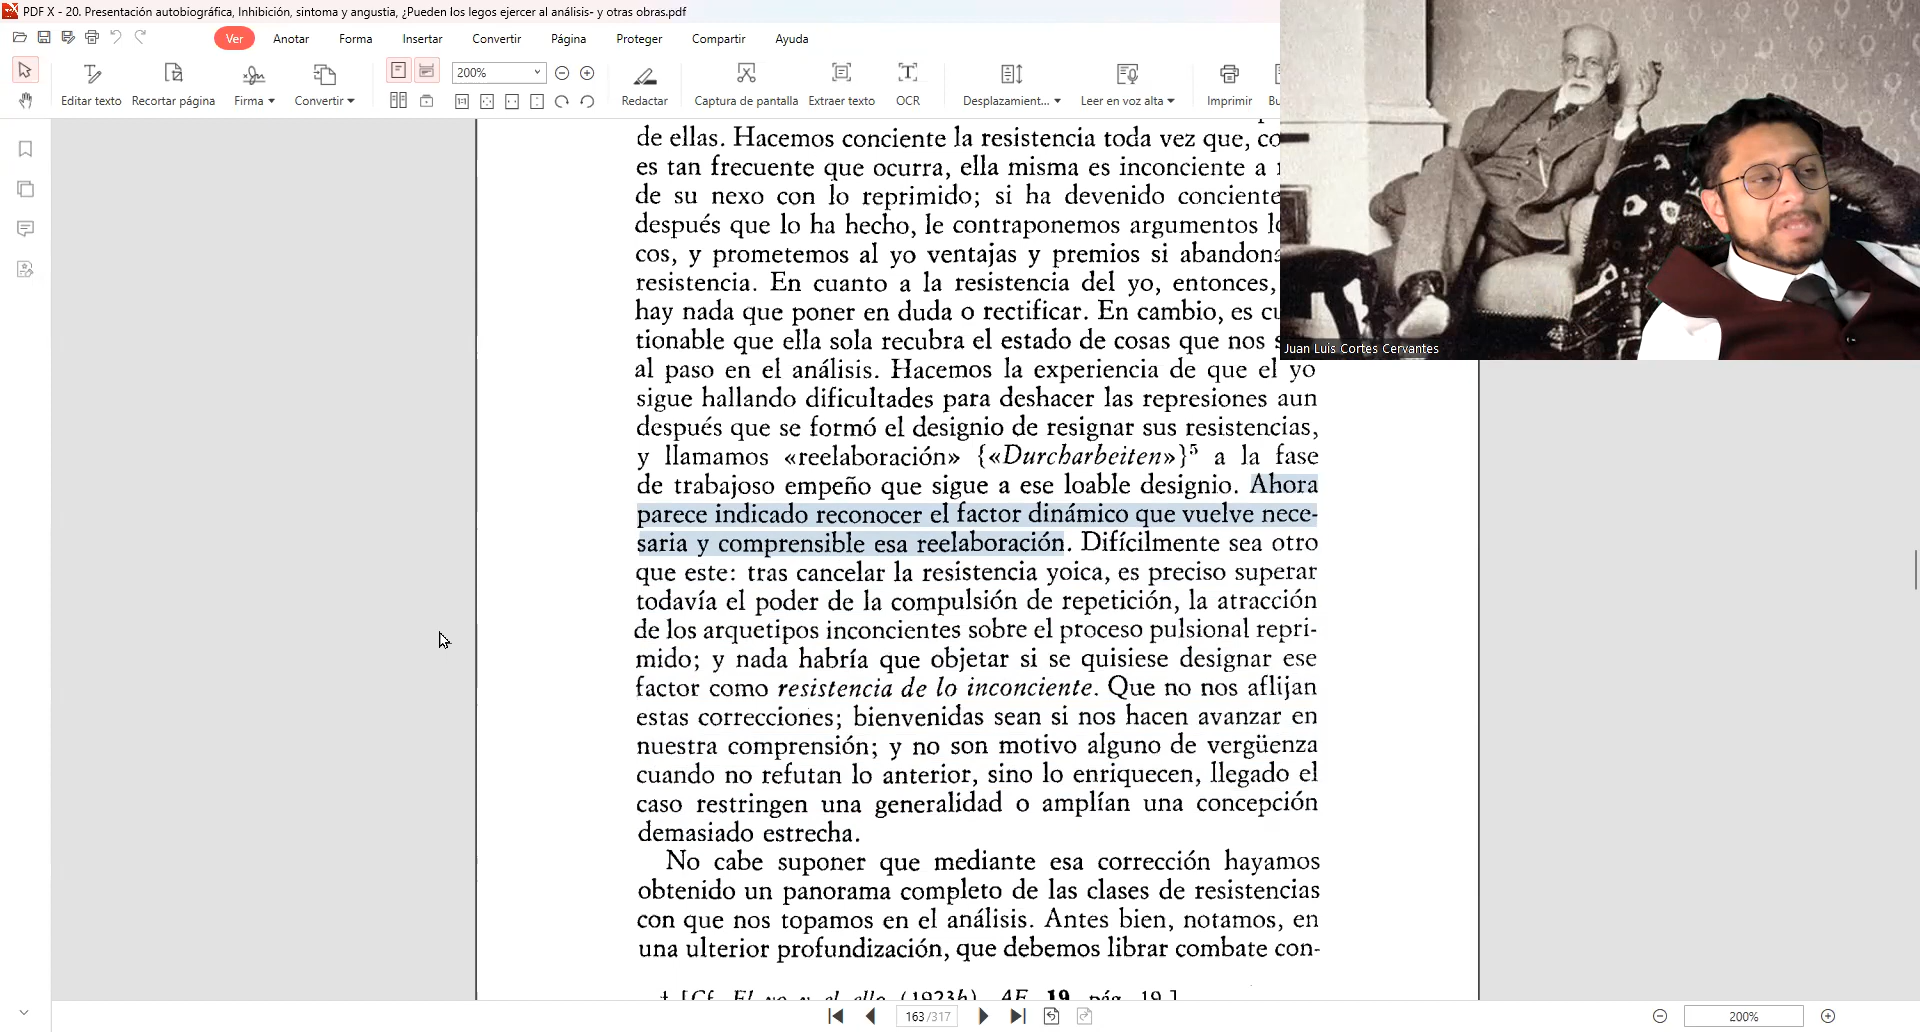 PDF X - 20. Presentación autobiográfica, Inhibición, sintoma y angustia, ¿Pueden los legos ejercer al análisis- y otras obras.pdf
Ver Anotar Forma Insertar Convertir Página Proteger Compartir Ayuda
200%
Editar texto Recortar página Firma Convertir Redactar Captura de pantalla Extraer texto OCR Desplazamient... Leer en voz alta Imprimir
Juan Luis Cortes Cervantes
de ellas. Hacemos conciente la resistencia toda vez que,
es tan frecuente que ocurra, ella misma es inconciente a
de su nexo con lo reprimido; si ha devenido conciente
después que lo ha hecho, le contraponemos argumentos
cos, y prometemos al yo ventajas y premios si
resistencia. En cuanto a la resistencia del yo, entonces,
hay nada que poner en duda o rectificar. En cambio, es
tionable que ella sola recubra el estado de cosas que nos
al paso en el análisis. Hacemos la experiencia de que el yo
sigue hallando dificultades para deshacer las represiones aun
después que se formó el designio de resignar sus resistencias,
y llamamos «reelaboración» {«Durcharbeiten»}⁵ a la fase
de trabajoso empeño que sigue a ese loable designio. Ahora
parece indicado reconocer el factor dinámico que vuelve nece-
saria y comprensible esa reelaboración. Difícilmente sea otro
que este: tras cancelar la resistencia yoica, es preciso superar
todavía el poder de la compulsión de repetición, la atracción
de los arquetipos inconcientes sobre el proceso pulsional repri-
mido; y nada habría que objetar si se quisiese designar ese
factor como resistencia de lo inconciente. Que no nos aflijan
estas correcciones; bienvenidas sean si nos hacen avanzar en
nuestra comprensión; y no son motivo alguno de vergüenza
cuando no refutan lo anterior, sino lo enriquecen, llegado el
caso restringen una generalidad o amplían una concepción
demasiado estrecha.
No cabe suponer que mediante esa corrección hayamos
obtenido un panorama completo de las clases de resistencias
con que nos topamos en el análisis. Antes bien, notamos, en
una ulterior profundización, que debemos librar combate con-
[Cf. El yo y el ello (1923b), AE, 19, pág. 19.]
163 /317
200%